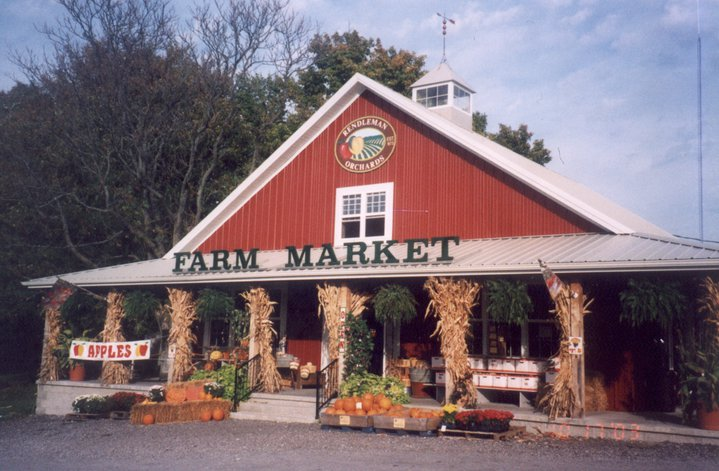 RENDLEMAN
ORCHARDS
FARM MARKET
APPLES